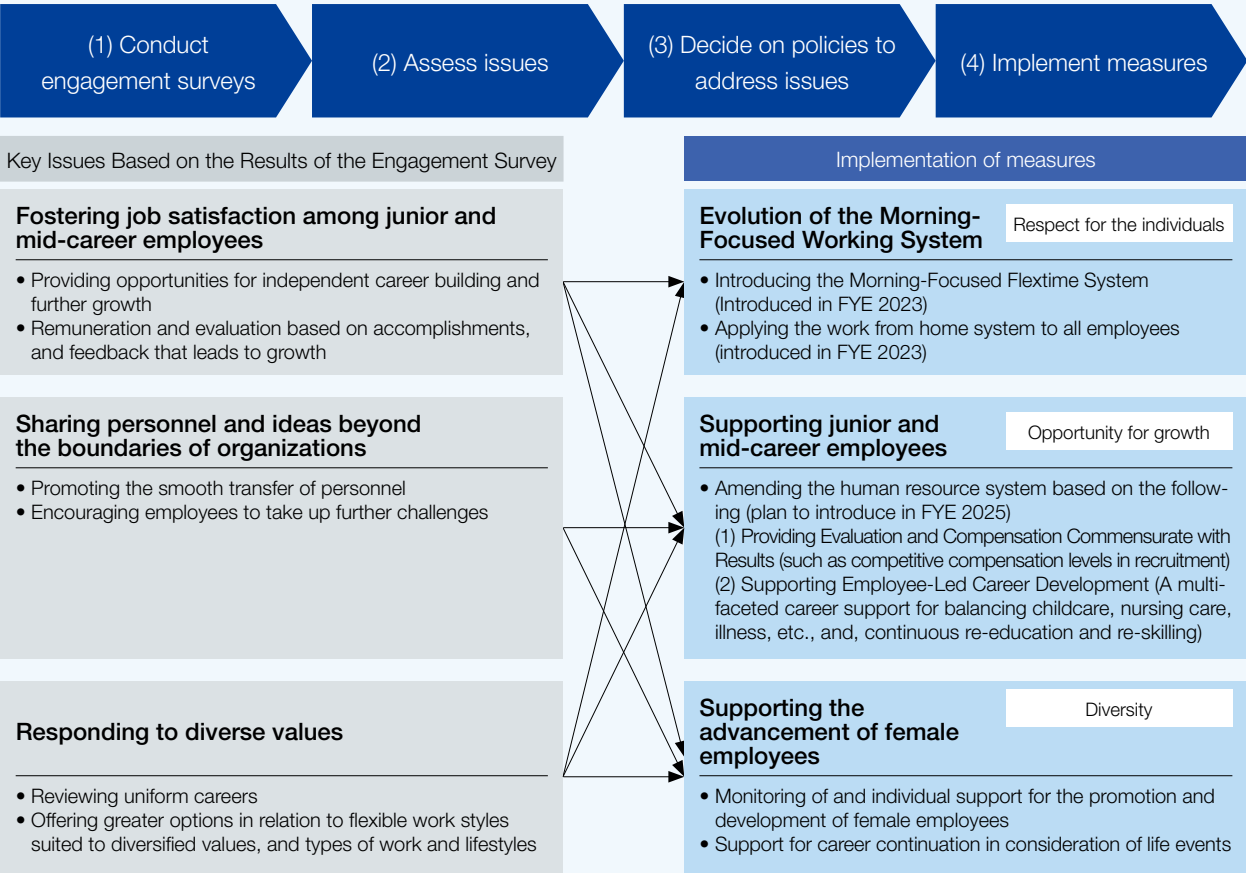 (1) Conduct
engagement surveys
(2) Assess issues
(3) Decide on policies to
address issues
(4) Implement measures
Key Issues Based on the Results of the Engagement Survey
Fostering job satisfaction among junior and
mid-career employees
• Providing opportunities for independent career building and
further growth
• Remuneration and evaluation based on accomplishments,
and feedback that leads to growth
Sharing personnel and ideas beyond
the boundaries of organizations
• Promoting the smooth transfer of personnel
• Encouraging employees to take up further challenges
Responding to diverse values
• Reviewing uniform careers
• Offering greater options in relation to flexible work styles
suited to diversified values, and types of work and lifestyles
Implementation of measures
Evolution of the Morning-
Focused Working System
Respect for the individuals
• Introducing the Morning-Focused Flextime System
(Introduced in FYE 2023)
• Applying the work from home system to all employees
(introduced in FYE 2023)
Supporting junior and
mid-career employees
Opportunity for growth
• Amending the human resource system based on the follow-
ing (plan to introduce in FYE 2025)
(1) Providing Evaluation and Compensation Commensurate with
Results (such as competitive compensation levels in recruitment)
(2) Supporting Employee-Led Career Development (A multi-
faceted career support for balancing childcare, nursing care,
illness, etc., and, continuous re-education and re-skilling)
Supporting the
advancement of female
employees
Diversity
• Monitoring of and individual support for the promotion and
development of female employees
• Support for career continuation in consideration of life events